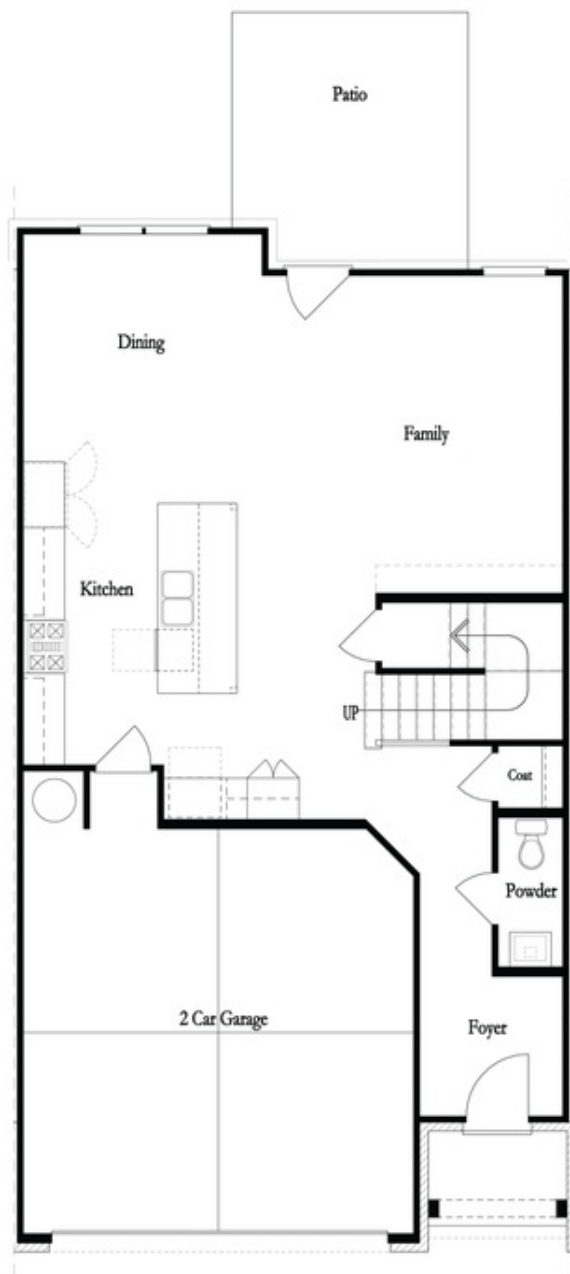 Patio
Dining
Family
Kitchen
UP
Coat
Powder
2 Car Garage
Foyer